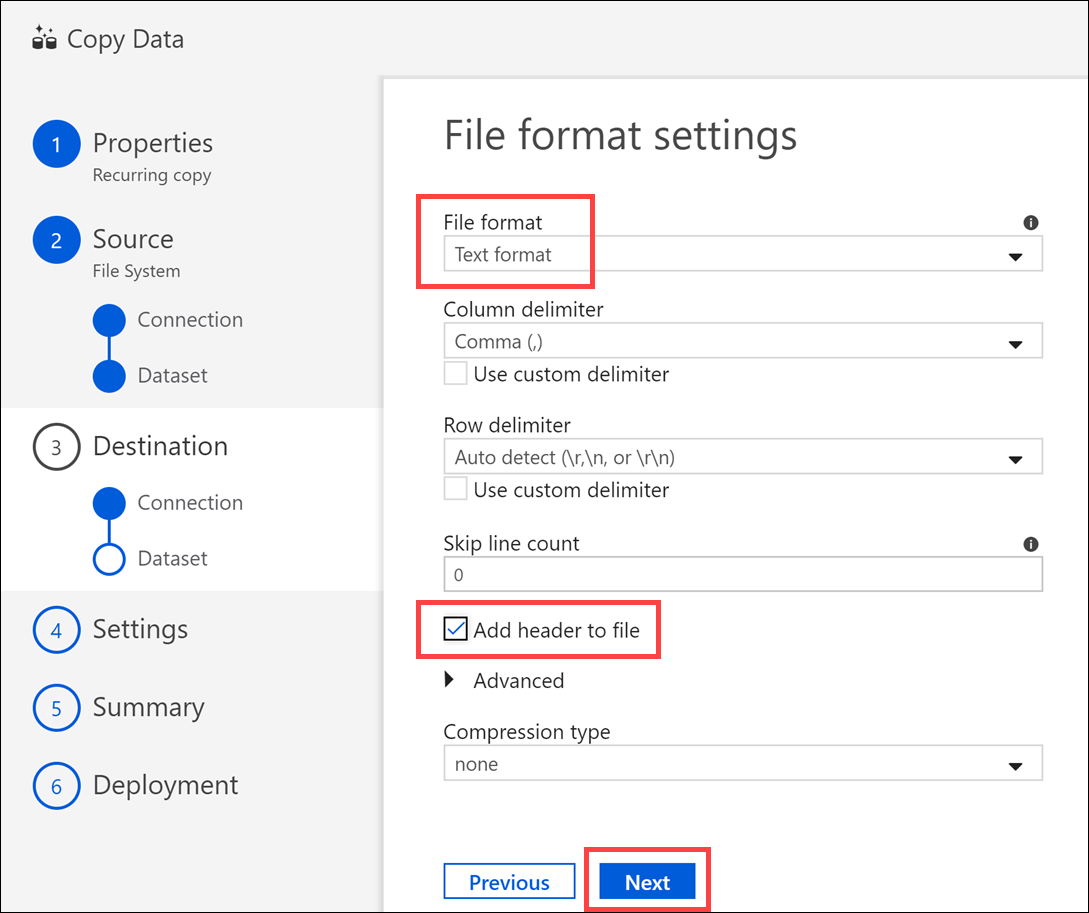 Copy Data
1 Properties
Recurring copy
2 Source
File System
Connection
Dataset
3 Destination
Connection
Dataset
4 Settings
5 Summary
6 Deployment
File format settings
File format
Text format
Column delimiter
Comma (,)
Use custom delimiter
Row delimiter
Auto detect (\r,\n, or \r\n)
Use custom delimiter
Skip line count
0
Add header to file
Advanced
Compression type
none
Previous Next